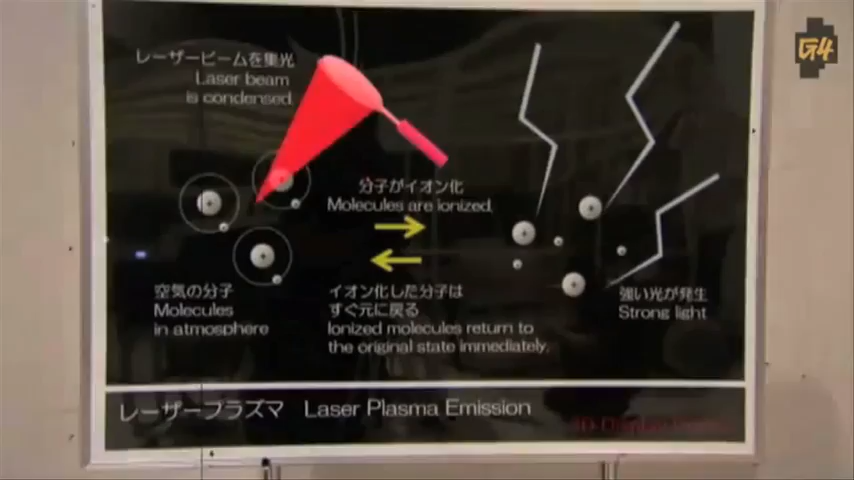 G4
レーザービームを集光
Laser beam
is condensed.
分子がイオン化
Molecules are ionized.
空気の分子
Molecules
in atmosphere
イオン化した分子は
すぐ元に戻る
Ionized molecules return to
the original state immediately.
強い光が発生
Strong light
レーザープラズマ Laser Plasma Emission